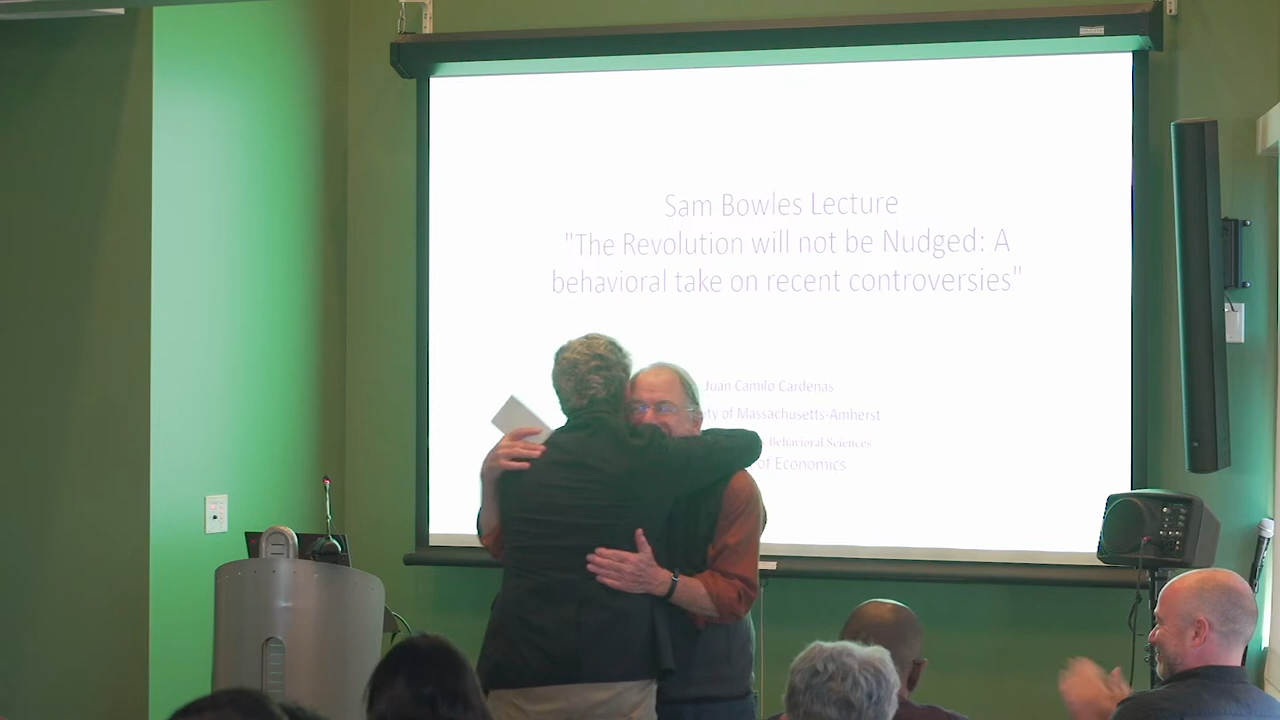 Sam Bowles Lecture
"The Revolution will not be Nudged: A
behavioral take on recent controversies"
Juan Camilo Cardenas
of Massachusetts-Amherst
Behavioral Sciences
of Economics